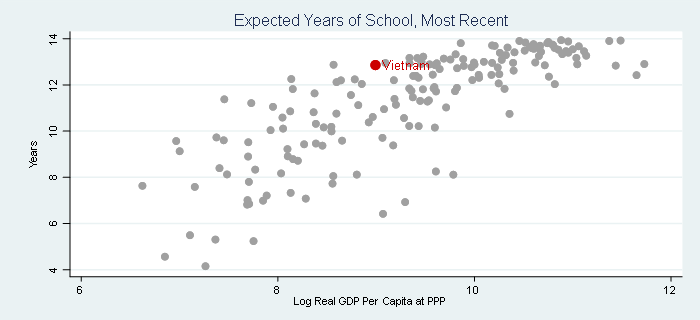 Expected Years of School, Most Recent
14
12
10
8
6
4
Years
Vietnam
6 8 10 12
Log Real GDP Per Capita at PPP